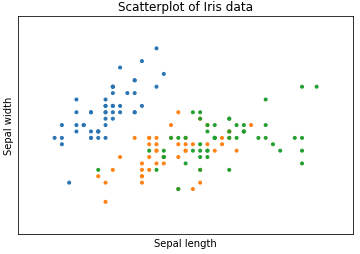 Scatterplot of Iris data
Sepal width
Sepal length